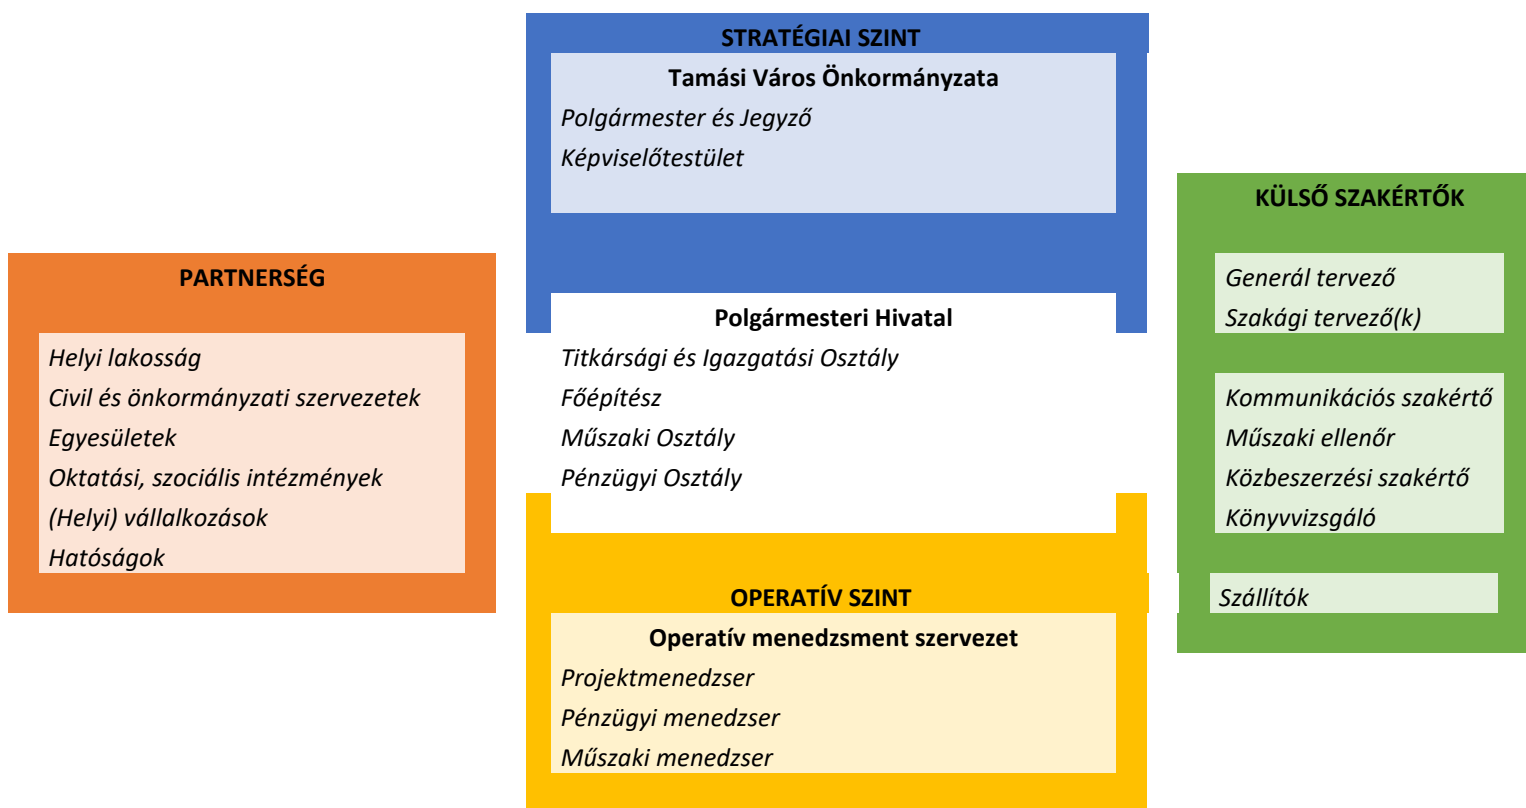 STRATÉGIAI SZINT
Tamási Város Önkormányzata
Polgármester és Jegyző
Képviselőtestület
PARTNERSÉG
Helyi lakosság
Civil és önkormányzati szervezetek
Egyesületek
Oktatási, szociális intézmények
(Helyi) vállalkozások
Hatóságok
Polgármesteri Hivatal
Titkársági és Igazgatási Osztály
Főépítész
Műszaki Osztály
Pénzügyi Osztály
OPERATÍV SZINT
Operatív menedzsment szervezet
Projektmenedzser
Pénzügyi menedzser
Műszaki menedzser
KÜLSŐ SZAKÉRTŐK
Generál tervező
Szakági tervező(k)
Kommunikációs szakértő
Műszaki ellenőr
Közbeszerzési szakértő
Könyvvizsgáló
Szállítók